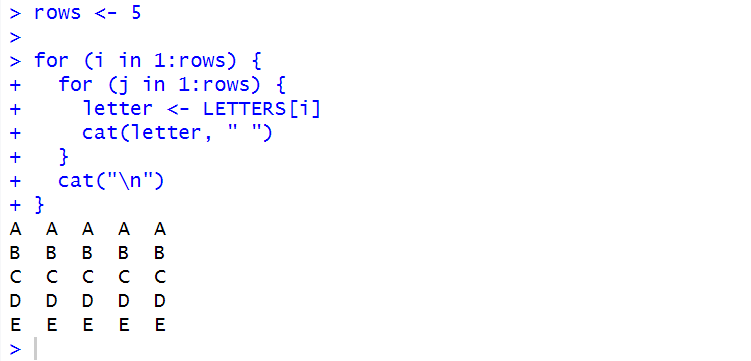 > rows <- 5
>
> for (i in 1:rows) {
+   for (j in 1:rows) {
+     letter <- LETTERS[i]
+     cat(letter, " ")
+   }
+   cat("\n")
+ }
A  A  A  A  A
B  B  B  B  B
C  C  C  C  C
D  D  D  D  D
E  E  E  E  E
>